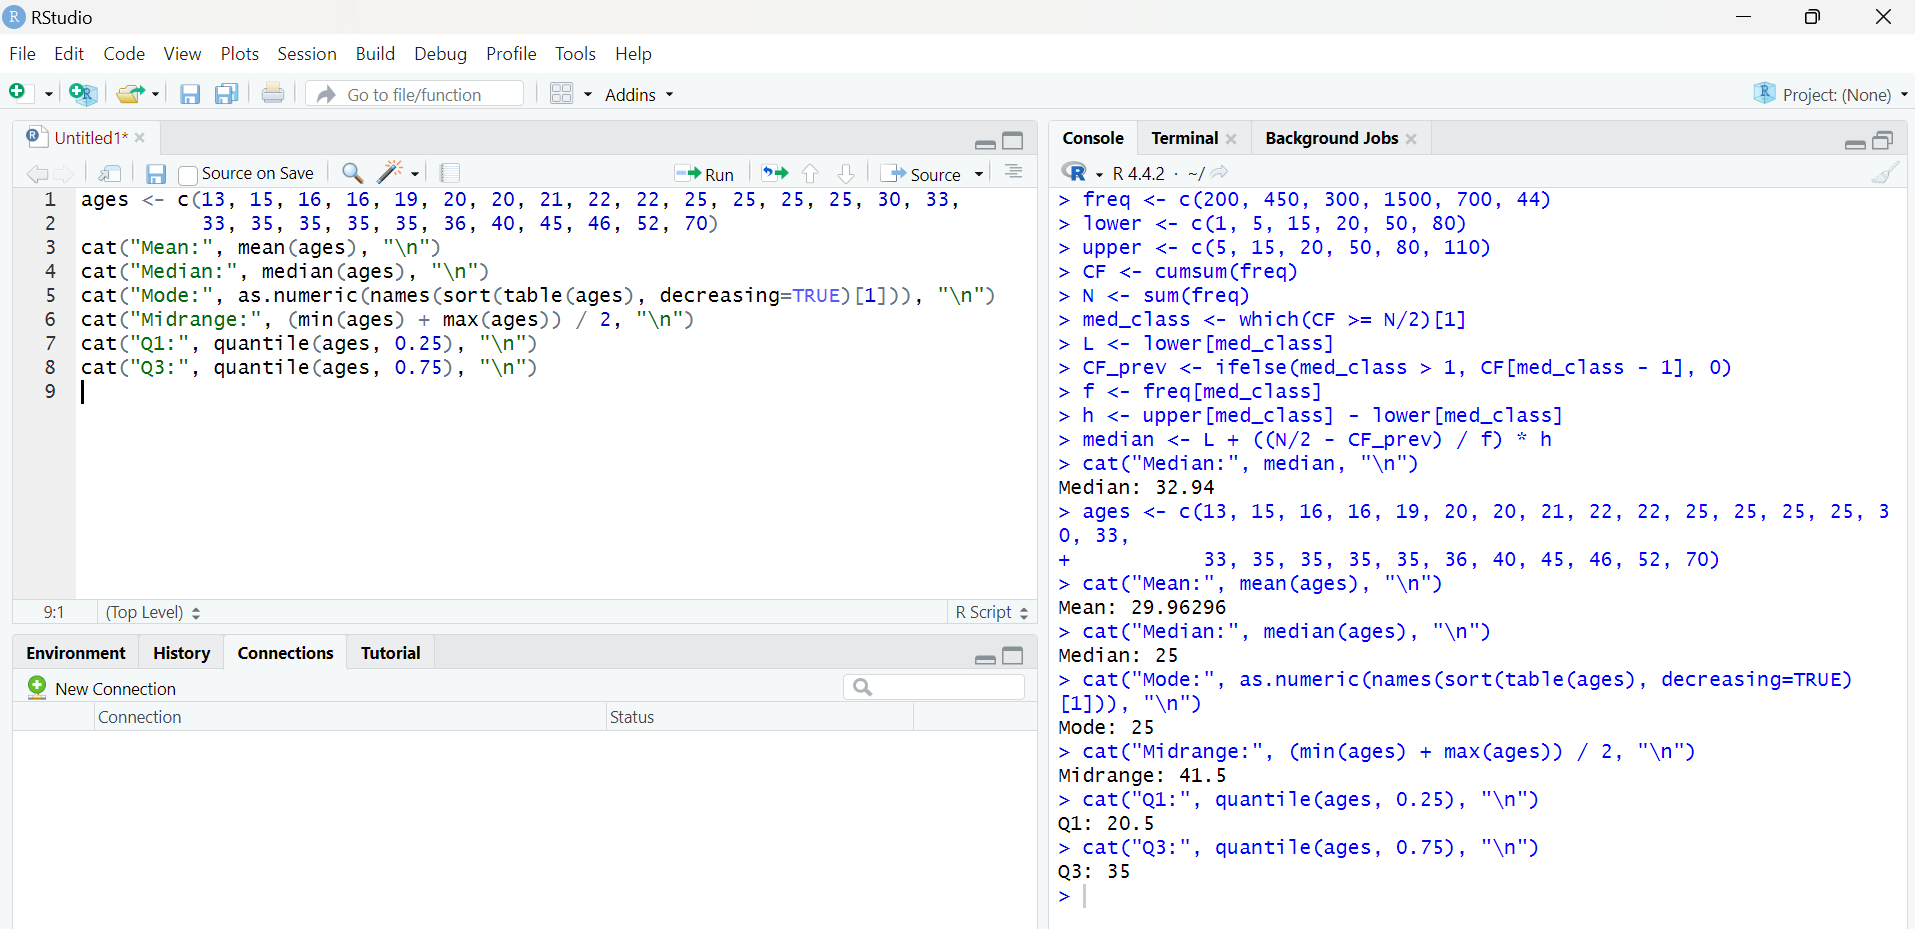 RStudio
File Edit Code View Plots Session Build Debug Profile Tools Help
Go to file/function Addins Project: (None)
Untitled1*
Source on Save Run Source
1 ages <- c(13, 15, 16, 16, 19, 20, 20, 21, 22, 22, 25, 25, 25, 25, 30, 33,
2 33, 35, 35, 35, 35, 36, 40, 45, 46, 52, 70)
3 cat("Mean:", mean(ages), "\n")
4 cat("Median:", median(ages), "\n")
5 cat("Mode:", as.numeric(names(sort(table(ages), decreasing=TRUE)[1])), "\n")
6 cat("Midrange:", (min(ages) + max(ages)) / 2, "\n")
7 cat("Q1:", quantile(ages, 0.25), "\n")
8 cat("Q3:", quantile(ages, 0.75), "\n")
9
9:1 (Top Level) R Script
Environment History Connections Tutorial
New Connection
Connection Status
Console Terminal Background Jobs
R 4.4.2 · ~/
> freq <- c(200, 450, 300, 1500, 700, 44)
> lower <- c(1, 5, 15, 20, 50, 80)
> upper <- c(5, 15, 20, 50, 80, 110)
> CF <- cumsum(freq)
> N <- sum(freq)
> med_class <- which(CF >= N/2)[1]
> L <- lower[med_class]
> CF_prev <- ifelse(med_class > 1, CF[med_class - 1], 0)
> f <- freq[med_class]
> h <- upper[med_class] - lower[med_class]
> median <- L + ((N/2 - CF_prev) / f) * h
> cat("Median:", median, "\n")
Median: 32.94
> ages <- c(13, 15, 16, 16, 19, 20, 20, 21, 22, 22, 25, 25, 25, 25, 3
0, 33,
+ 33, 35, 35, 35, 35, 36, 40, 45, 46, 52, 70)
> cat("Mean:", mean(ages), "\n")
Mean: 29.96296
> cat("Median:", median(ages), "\n")
Median: 25
> cat("Mode:", as.numeric(names(sort(table(ages), decreasing=TRUE)
[1])), "\n")
Mode: 25
> cat("Midrange:", (min(ages) + max(ages)) / 2, "\n")
Midrange: 41.5
> cat("Q1:", quantile(ages, 0.25), "\n")
Q1: 20.5
> cat("Q3:", quantile(ages, 0.75), "\n")
Q3: 35
>